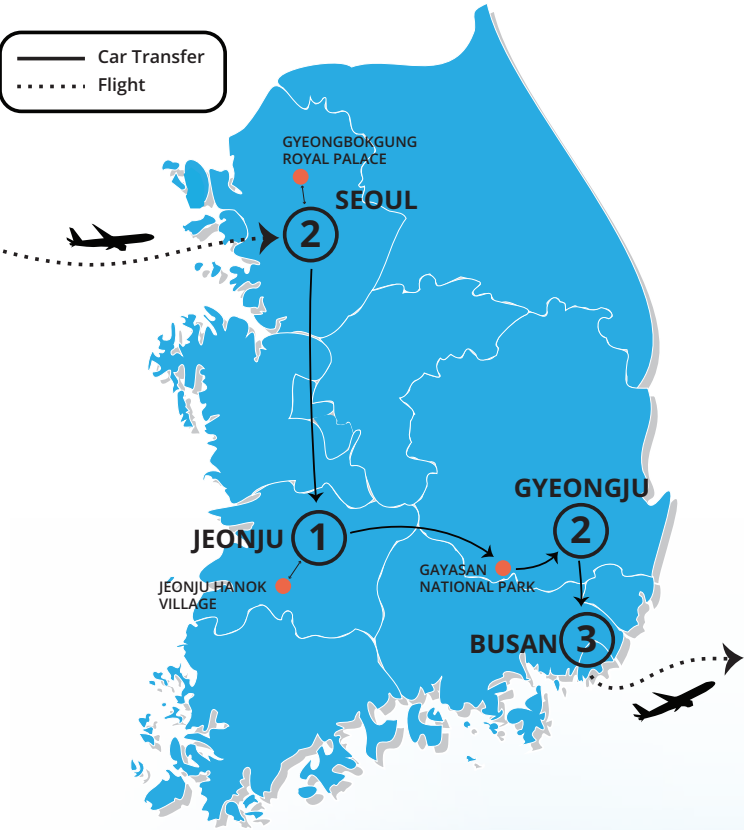 Car Transfer
Flight
GYEONGBOKGUNG
ROYAL PALACE
SEOUL
2
GYEONGJU
2
JEONJU
1
GAYASAN
NATIONAL PARK
JEONJU HANOK
VILLAGE
BUSAN
3